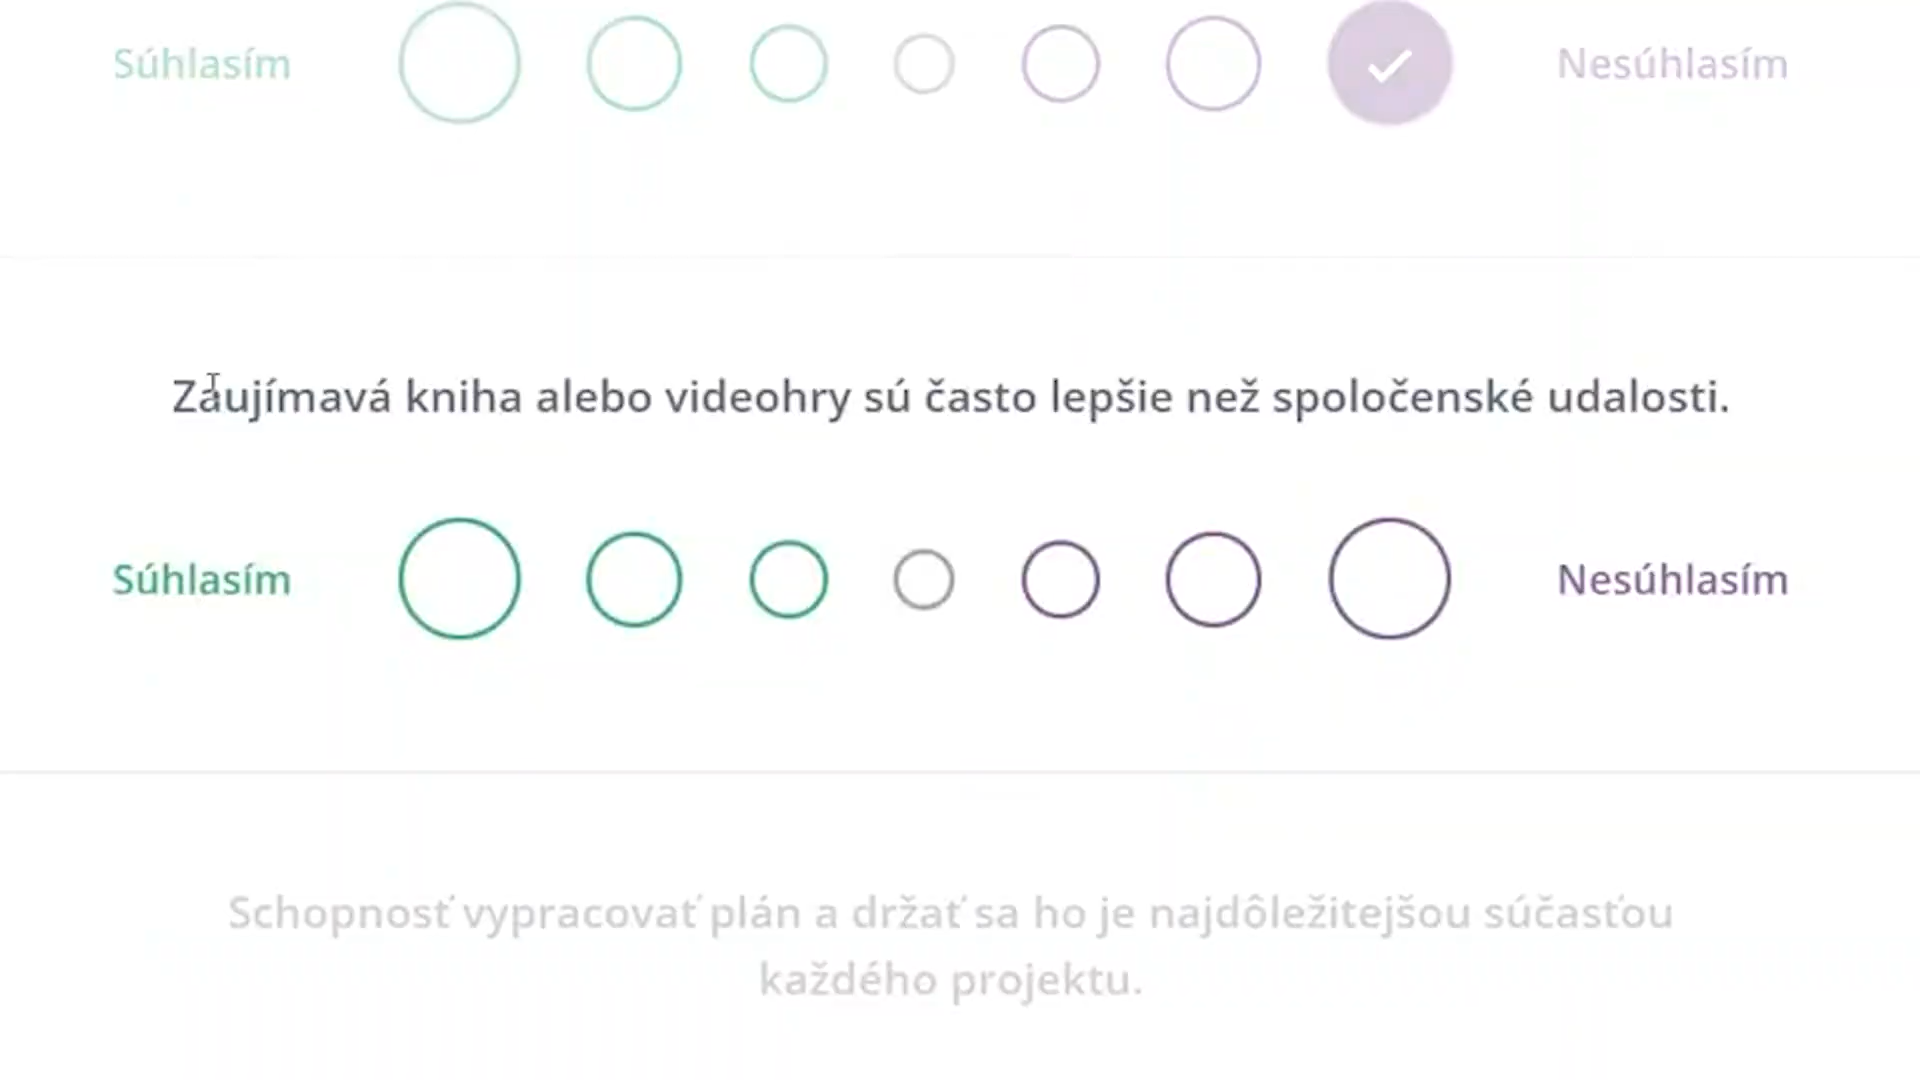 Súhlasím Nesúhlasím
Zaujímavá kniha alebo videohry sú často lepšie než spoločenské udalosti.
Súhlasím Nesúhlasím
Schopnosť vypracovať plán a držať sa ho je najdôležitejšou súčasťou
každého projektu.